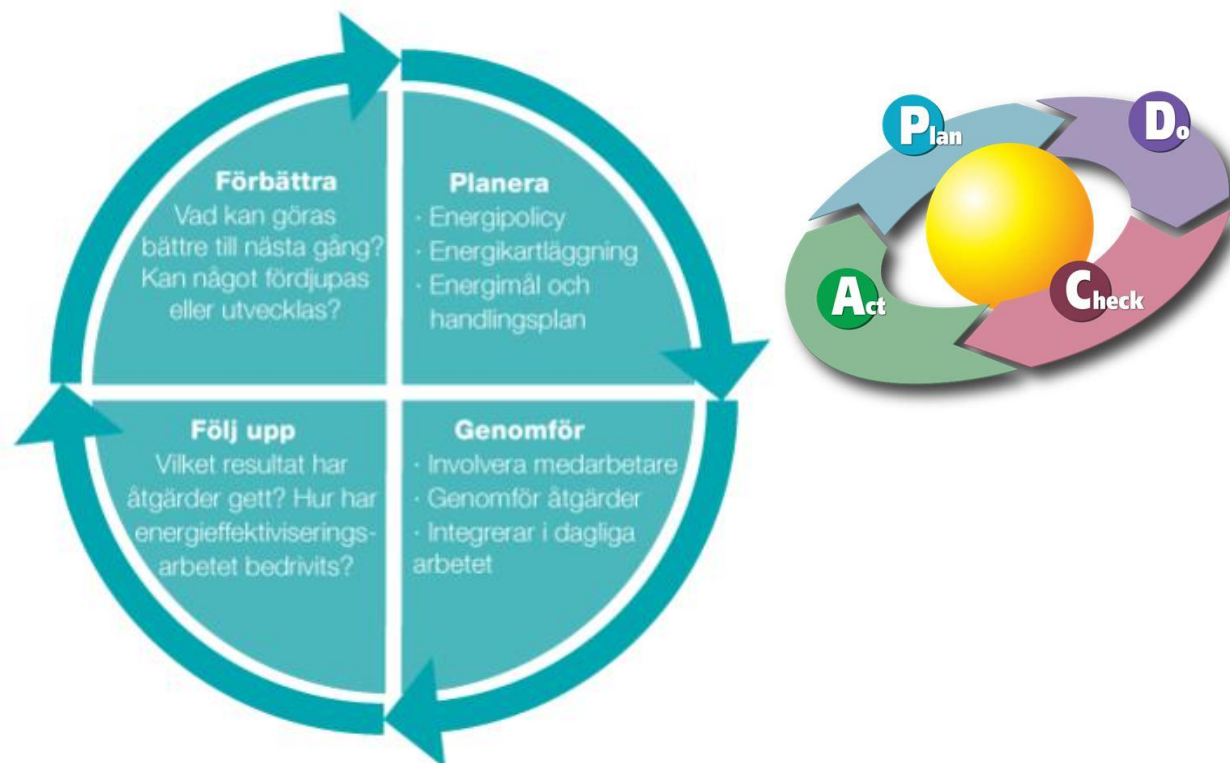 Förbättra
Vad kan göras
bättre till nästa gång?
Kan något fördjupas
eller utvecklas?
Planera
· Energipolicy
· Energikartläggning
· Energimål och
handlingsplan
Följ upp
Vilket resultat har
åtgärder gett? Hur har
energieffektiviserings-
arbetet bedrivits?
Genomför
· Involvera medarbetare
· Genomför åtgärder
· Integrerar i dagliga
arbetet
Plan
Do
Check
Act